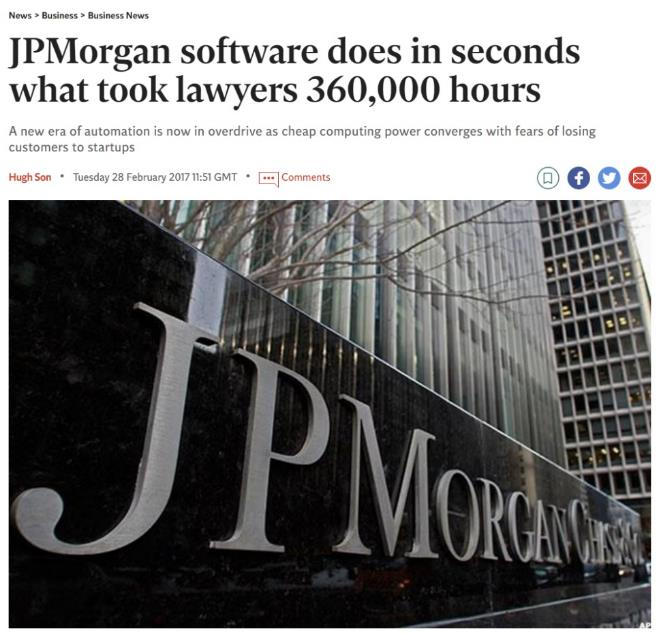 News > Business > Business News
JPMorgan software does in seconds
what took lawyers 360,000 hours
A new era of automation is now in overdrive as cheap computing power converges with fears of losing
customers to startups
Hugh Son • Tuesday 28 February 2017 11:51 GMT • Comments
JPMORGAN CHASE & CO.
AP